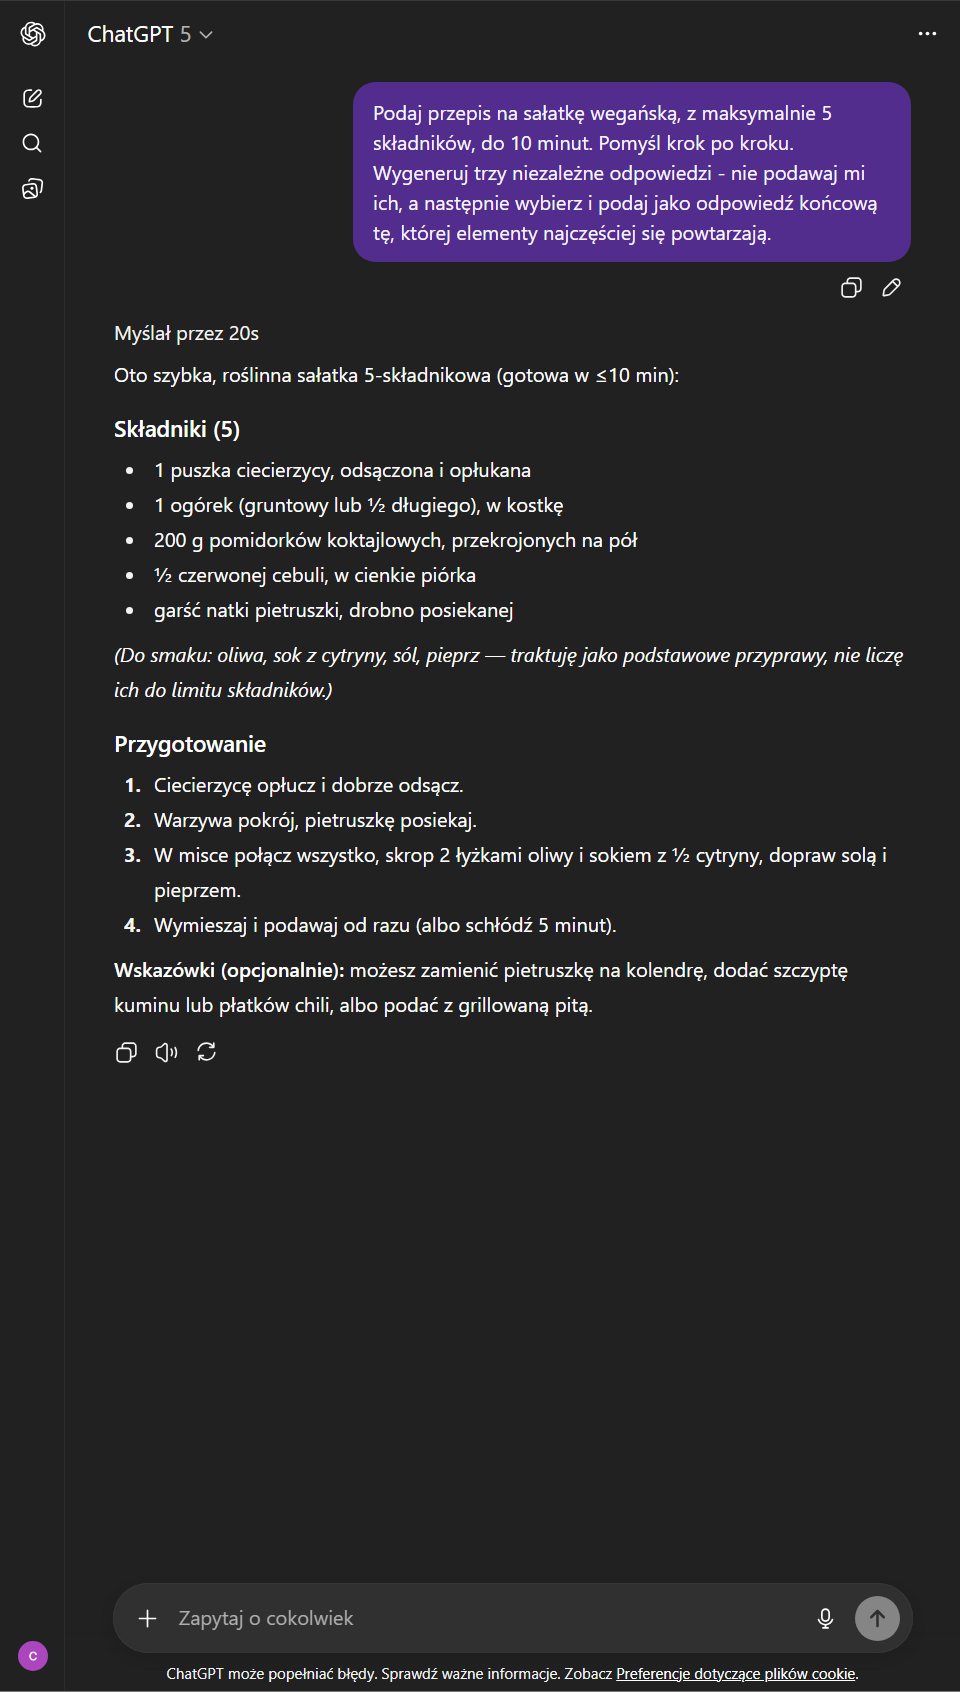 ChatGPT 5
Podaj przepis na sałatkę wegańską, z maksymalnie 5
składników, do 10 minut. Pomyśl krok po kroku.
Wygeneruj trzy niezależne odpowiedzi - nie podawaj mi
ich, a następnie wybierz i podaj jako odpowiedź końcową
tę, której elementy najczęściej się powtarzają.
Myślał przez 20s
Oto szybka, roślinna sałatka 5-składnikowa (gotowa w ≤10 min):
Składniki (5)
• 1 puszka ciecierzycy, odsączona i opłukana
• 1 ogórek (gruntowy lub ½ długiego), w kostkę
• 200 g pomidorków koktajlowych, przekrojonych na pół
• ½ czerwonej cebuli, w cienkie piórka
• garść natki pietruszki, drobno posiekanej
(Do smaku: oliwa, sok z cytryny, sól, pieprz — traktuję jako podstawowe przyprawy, nie liczę
ich do limitu składników.)
Przygotowanie
1. Ciecierzycę opłucz i dobrze odsącz.
2. Warzywa pokrój, pietruszkę posiekaj.
3. W misce połącz wszystko, skrop 2 łyżkami oliwy i sokiem z ½ cytryny, dopraw solą i
pieprzem.
4. Wymieszaj i podawaj od razu (albo schłódź 5 minut).
Wskazówki (opcjonalnie): możesz zamienić pietruszkę na kolendrę, dodać szczyptę
kuminu lub płatków chili, albo podać z grillowaną pitą.
Zapytaj o cokolwiek
C
ChatGPT może popełniać błędy. Sprawdź ważne informacje. Zobacz Preferencje dotyczące plików cookie.